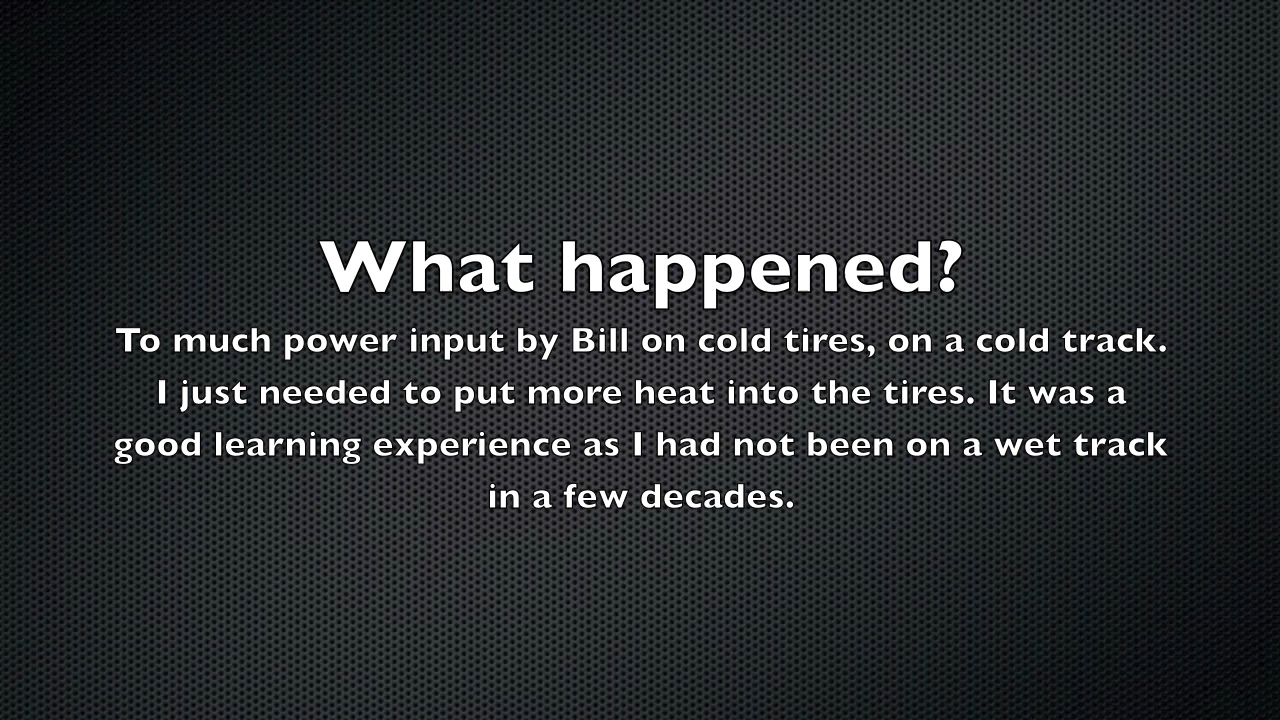 What happened?
To much power input by Bill on cold tires, on a cold track.
I just needed to put more heat into the tires. It was a
good learning experience as I had not been on a wet track
in a few decades.